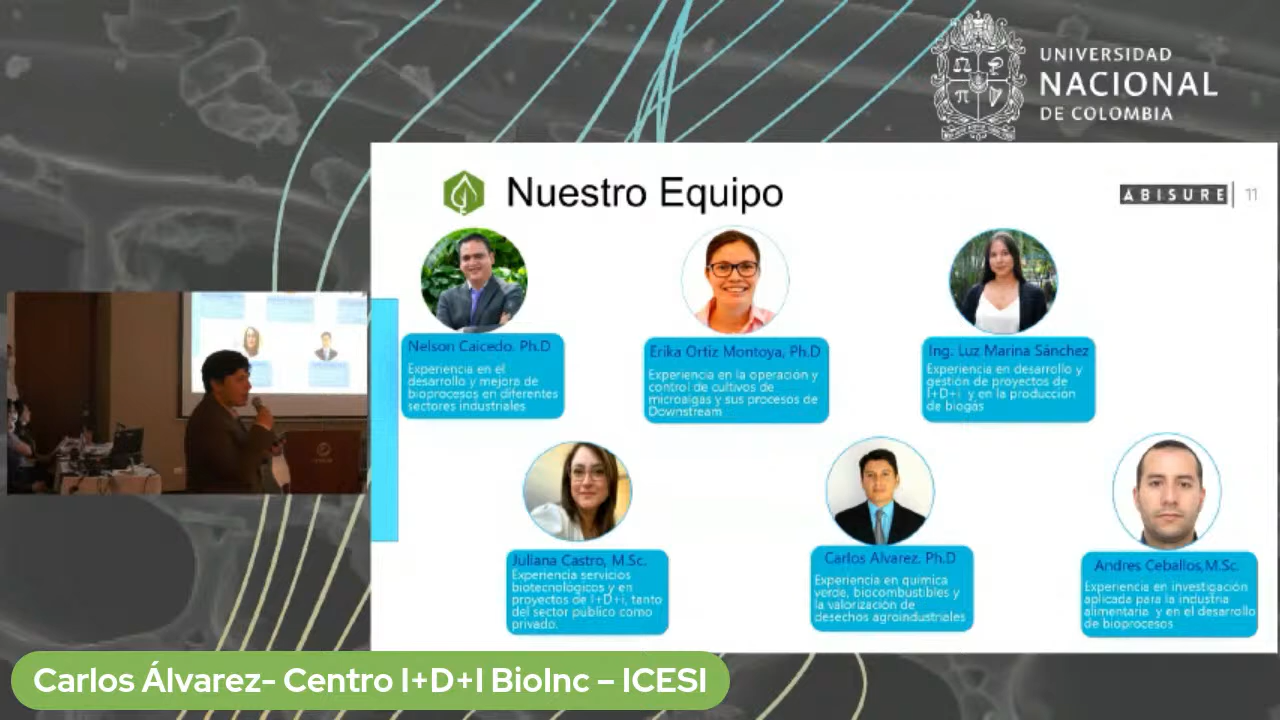 UNIVERSIDAD
NACIONAL
DE COLOMBIA
Nuestro Equipo
ABISURE
11
Nelson Caicedo. Ph.D
Experiencia en el
desarrollo y mejora de
bioprocesos en diferentes
sectores industriales
Erika Ortiz Montoya, Ph.D
Experiencia en la operación y
control de cultivos de
microalgas y sus procesos de
Downstream
Ing. Luz Marina Sánchez
Experiencia en desarrollo y
gestión de proyectos de
I+D+i y en la producción
de biogás
Juliana Castro, M.Sc.
Experiencia servicios
biotecnológicos y en
proyectos de I+D+i, tanto
del sector público como
privado.
Carlos Alvarez. Ph.D
Experiencia en química
verde, biocombustibles y
la valorización de
desechos agroindustriales
Andres Ceballos,M.Sc.
Experiencia en investigación
aplicada para la industria
alimentaria y en el desarrollo
de bioprocesos
Carlos Álvarez- Centro I+D+I BioInc – ICESI